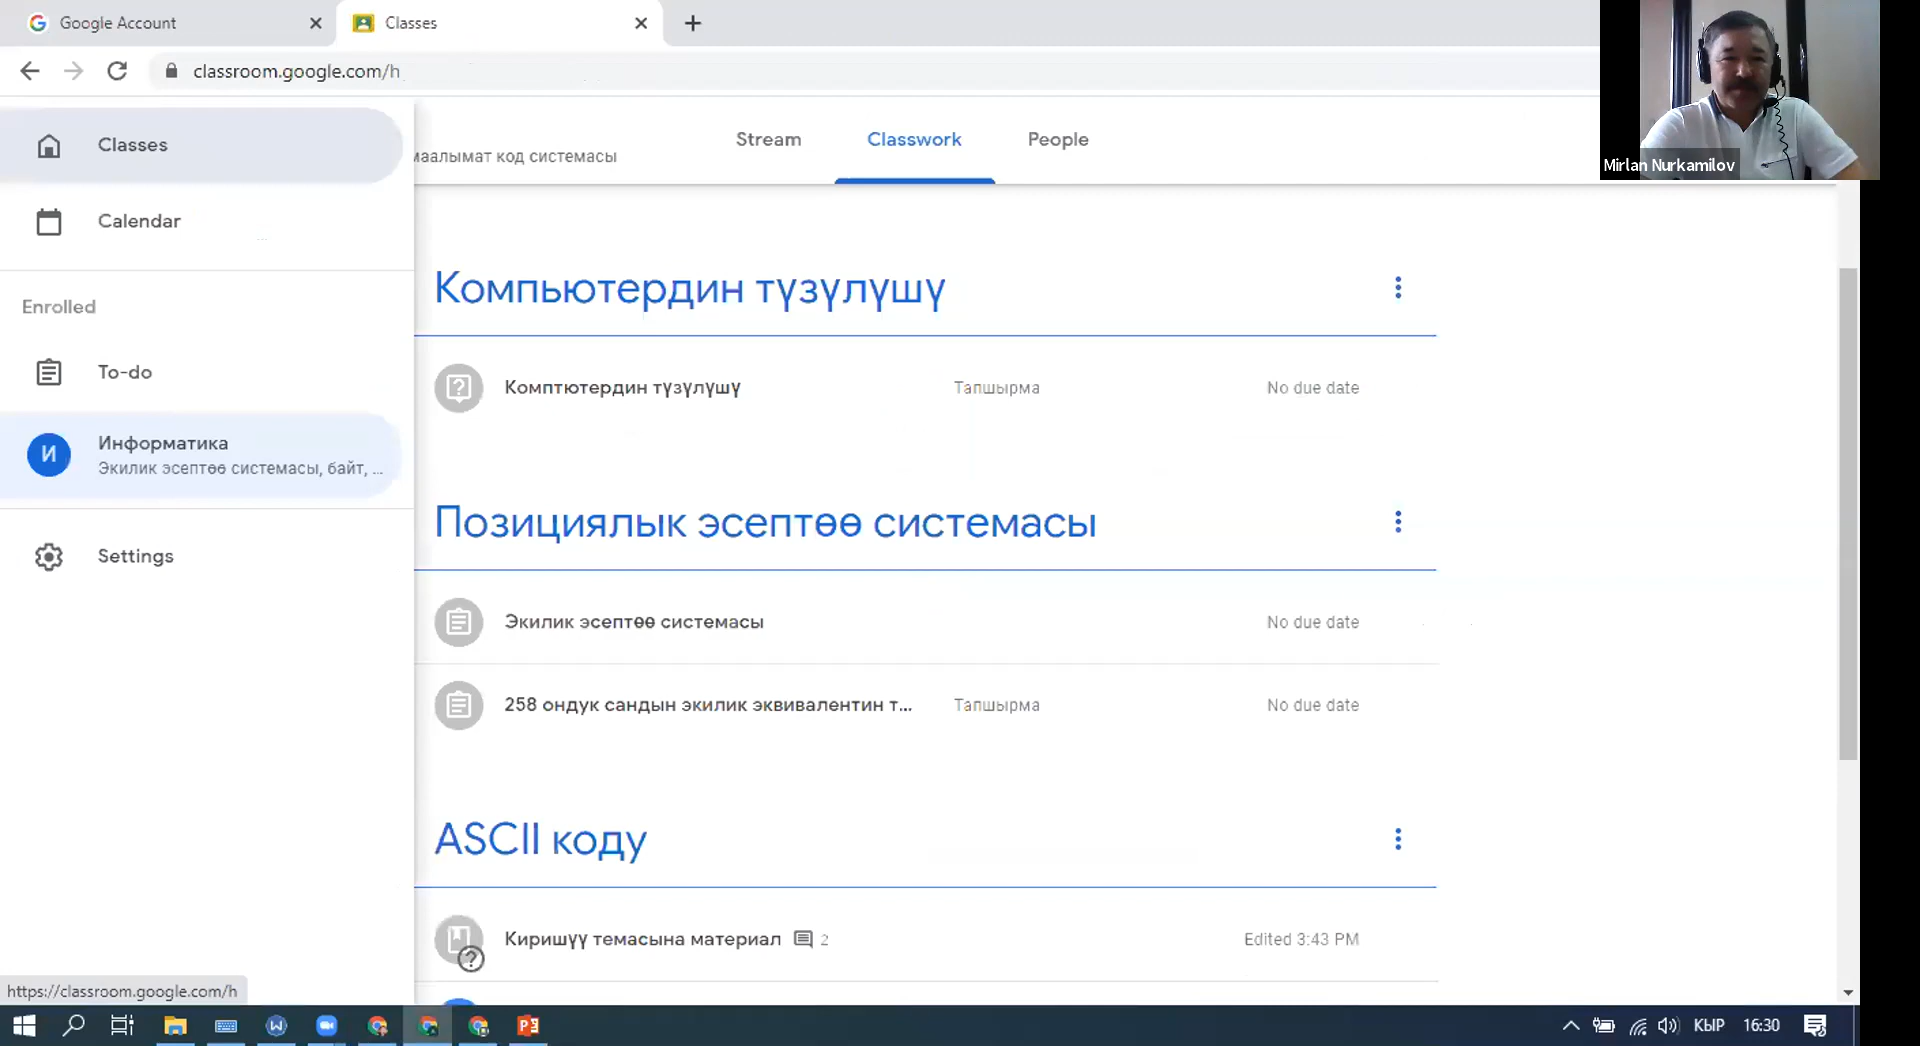 Google Account
Classes
classroom.google.com/h
Mirlan Nurkamilov
Classes
Calendar
Enrolled
To-do
И
Информатика
Экилик эсептөө системасы, байт, ...
Settings
маалымат код системасы
Stream
Classwork
People
Компьютердин түзүлүшү
Комптютердин түзүлүшү
Тапшырма
No due date
Позициялык эсептөө системасы
Экилик эсептөө системасы
No due date
258 ондук сандын экилик эквивалентин т...
Тапшырма
No due date
ASCII коду
Киришүү темасына материал
2
Edited 3:43 PM
https://classroom.google.com/h
КЫР
16:30